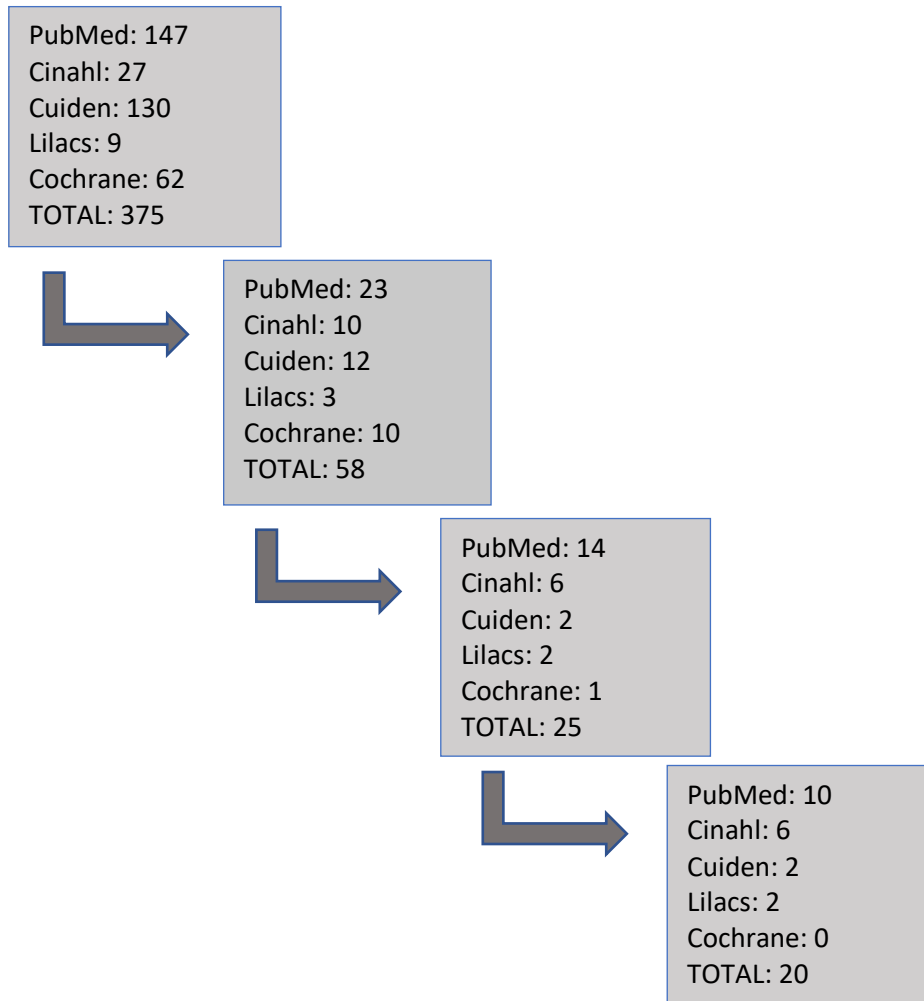 PubMed: 147
Cinahl: 27
Cuiden: 130
Lilacs: 9
Cochrane: 62
TOTAL: 375
PubMed: 23
Cinahl: 10
Cuiden: 12
Lilacs: 3
Cochrane: 10
TOTAL: 58
PubMed: 14
Cinahl: 6
Cuiden: 2
Lilacs: 2
Cochrane: 1
TOTAL: 25
PubMed: 10
Cinahl: 6
Cuiden: 2
Lilacs: 2
Cochrane: 0
TOTAL: 20